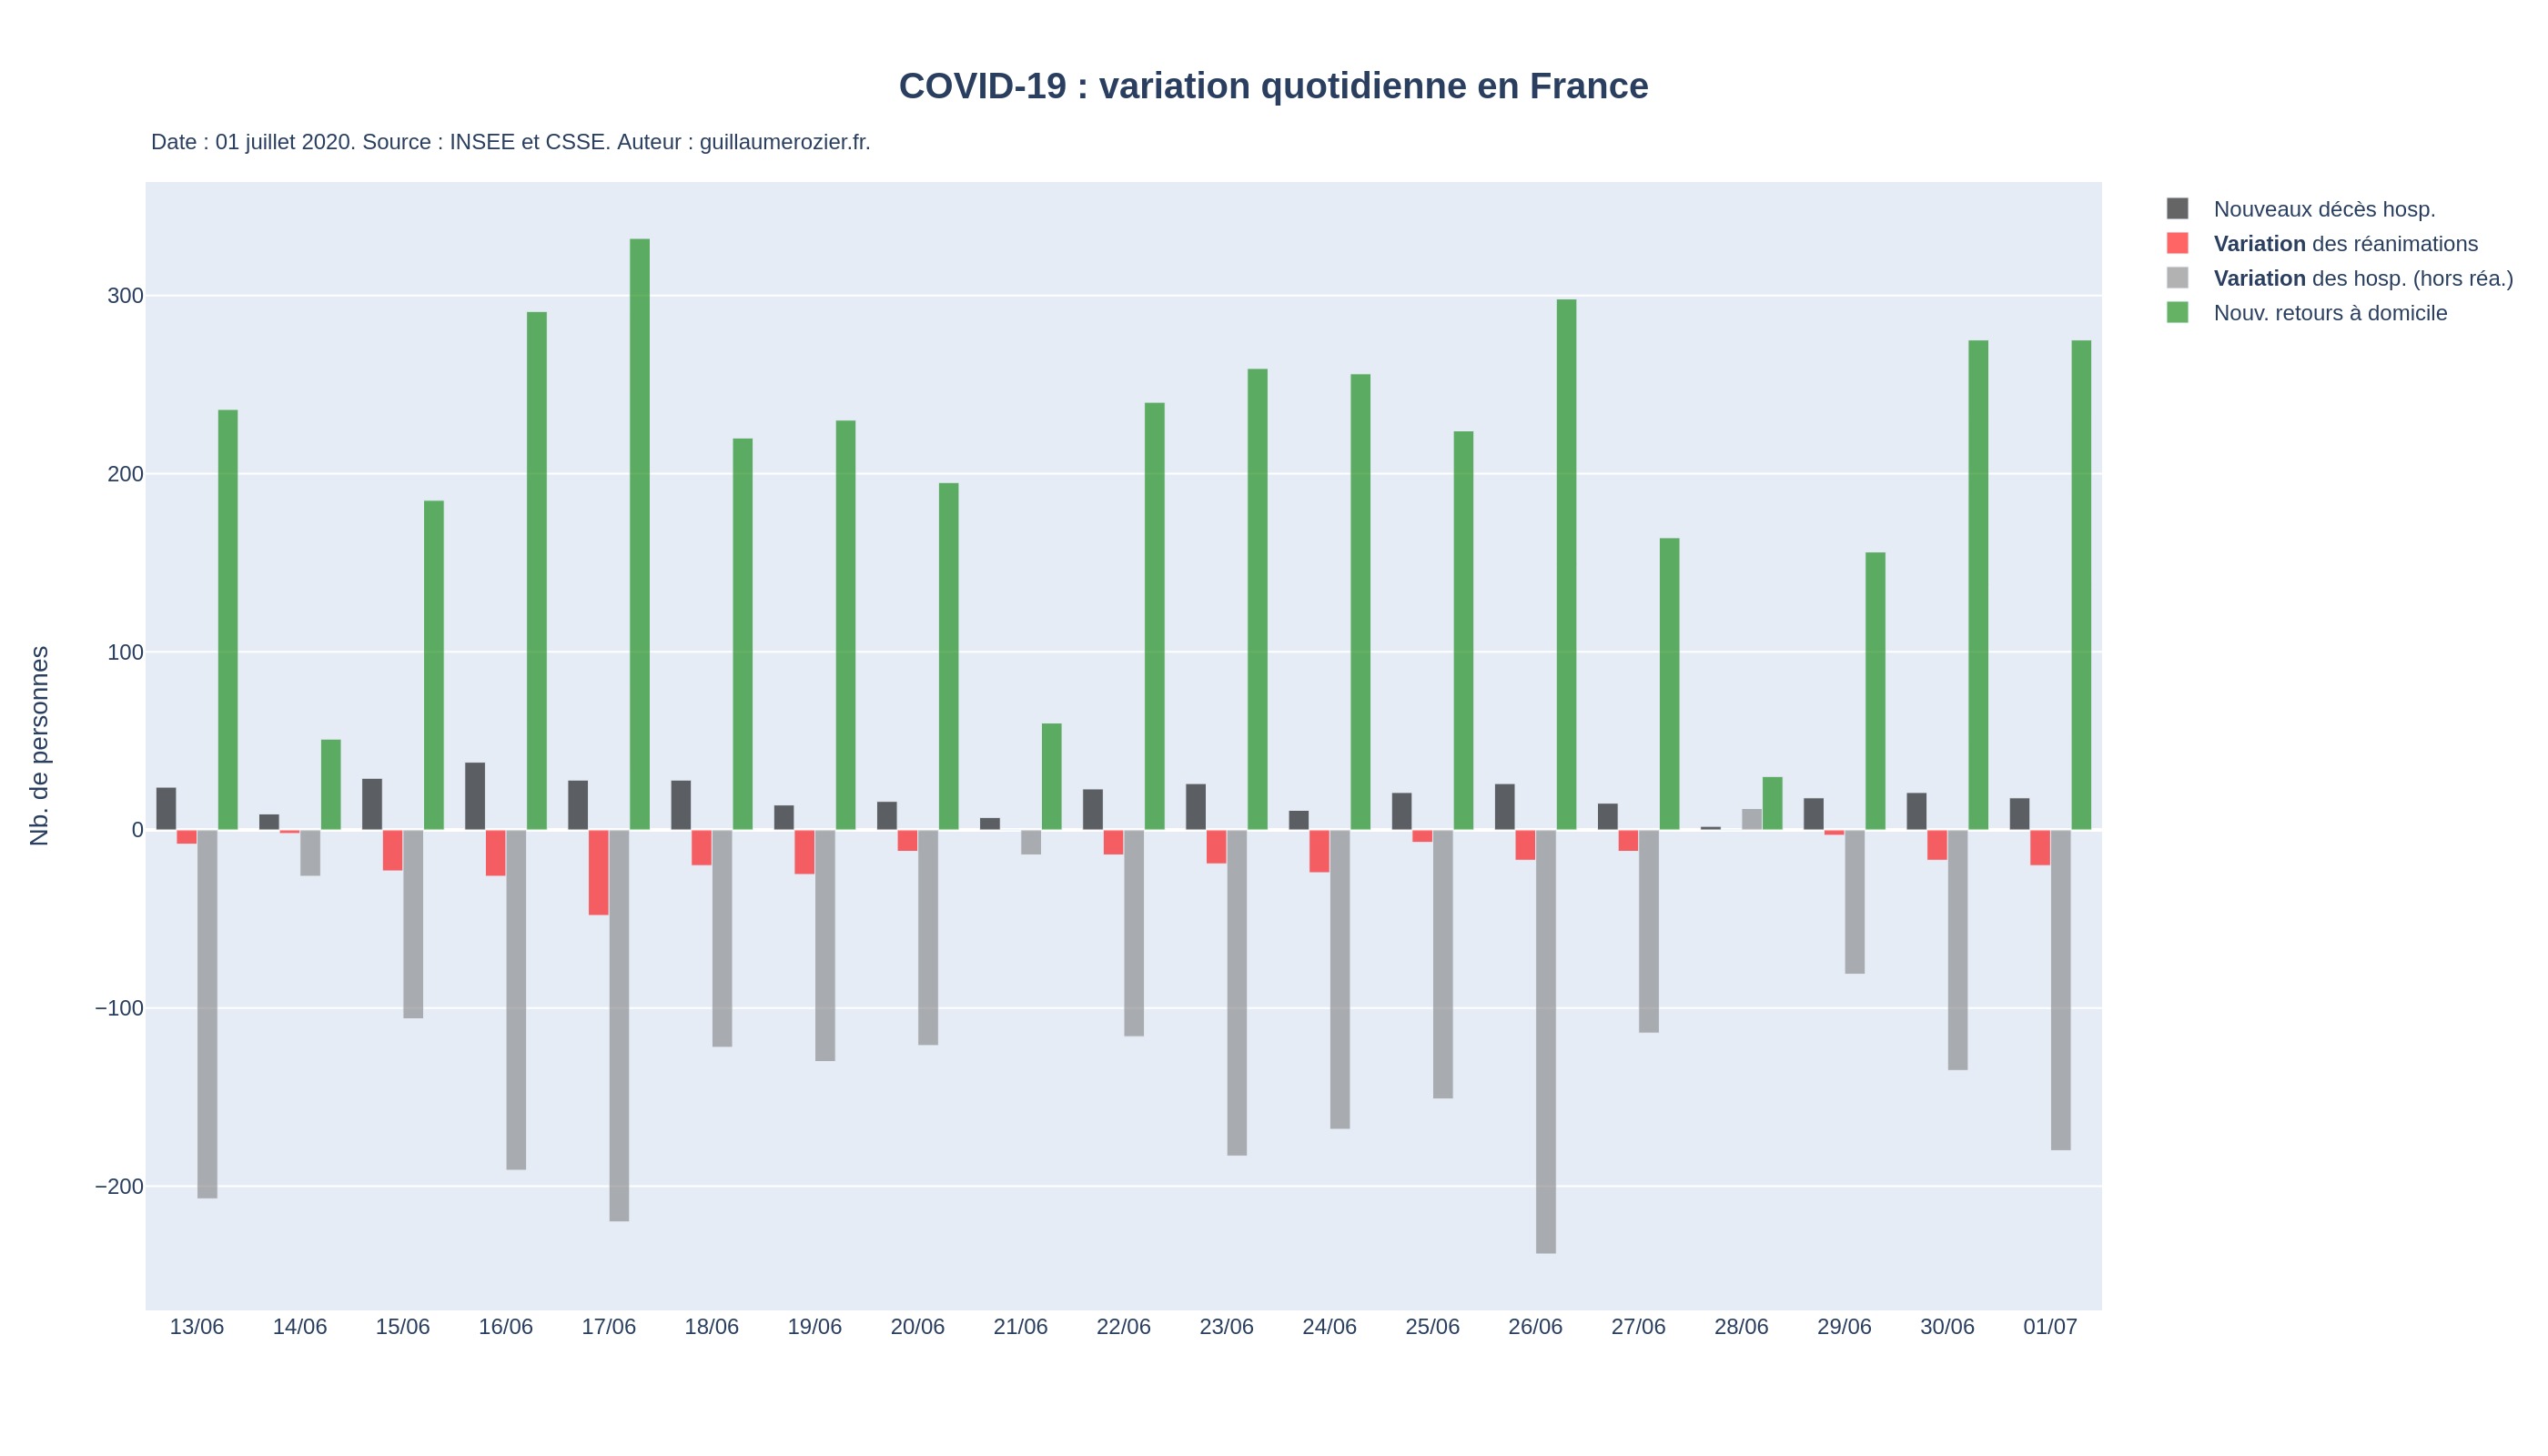 COVID-19 : variation quotidienne en France
Date : 01 juillet 2020. Source : INSEE et CSSE. Auteur : guillaumerozier.fr.
Nouveaux décès hosp.
Variation des réanimations
Variation des hosp. (hors réa.)
Nouv. retours à domicile
Nb. de personnes
300
200
100
0
−100
−200
13/06 14/06 15/06 16/06 17/06 18/06 19/06 20/06 21/06 22/06 23/06 24/06 25/06 26/06 27/06 28/06 29/06 30/06 01/07